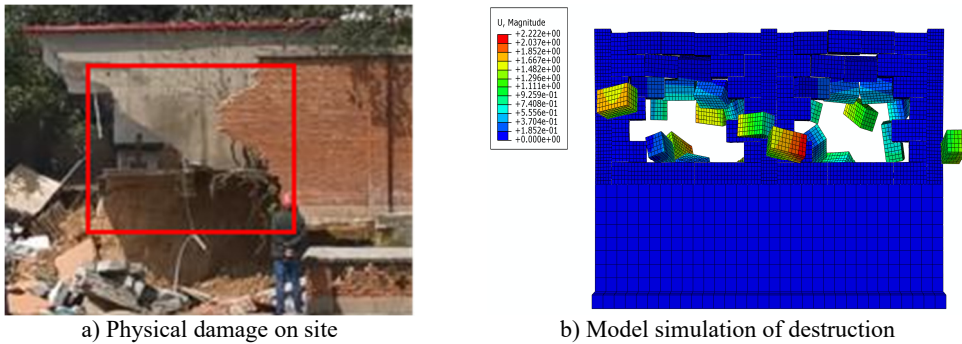 U, Magnitude
+2.222e+00
+2.037e+00
+1.852e+00
+1.667e+00
+1.482e+00
+1.296e+00
+1.111e+00
+9.259e-01
+7.408e-01
+5.556e-01
+3.704e-01
+1.852e-01
+0.000e+00
a) Physical damage on site
b) Model simulation of destruction